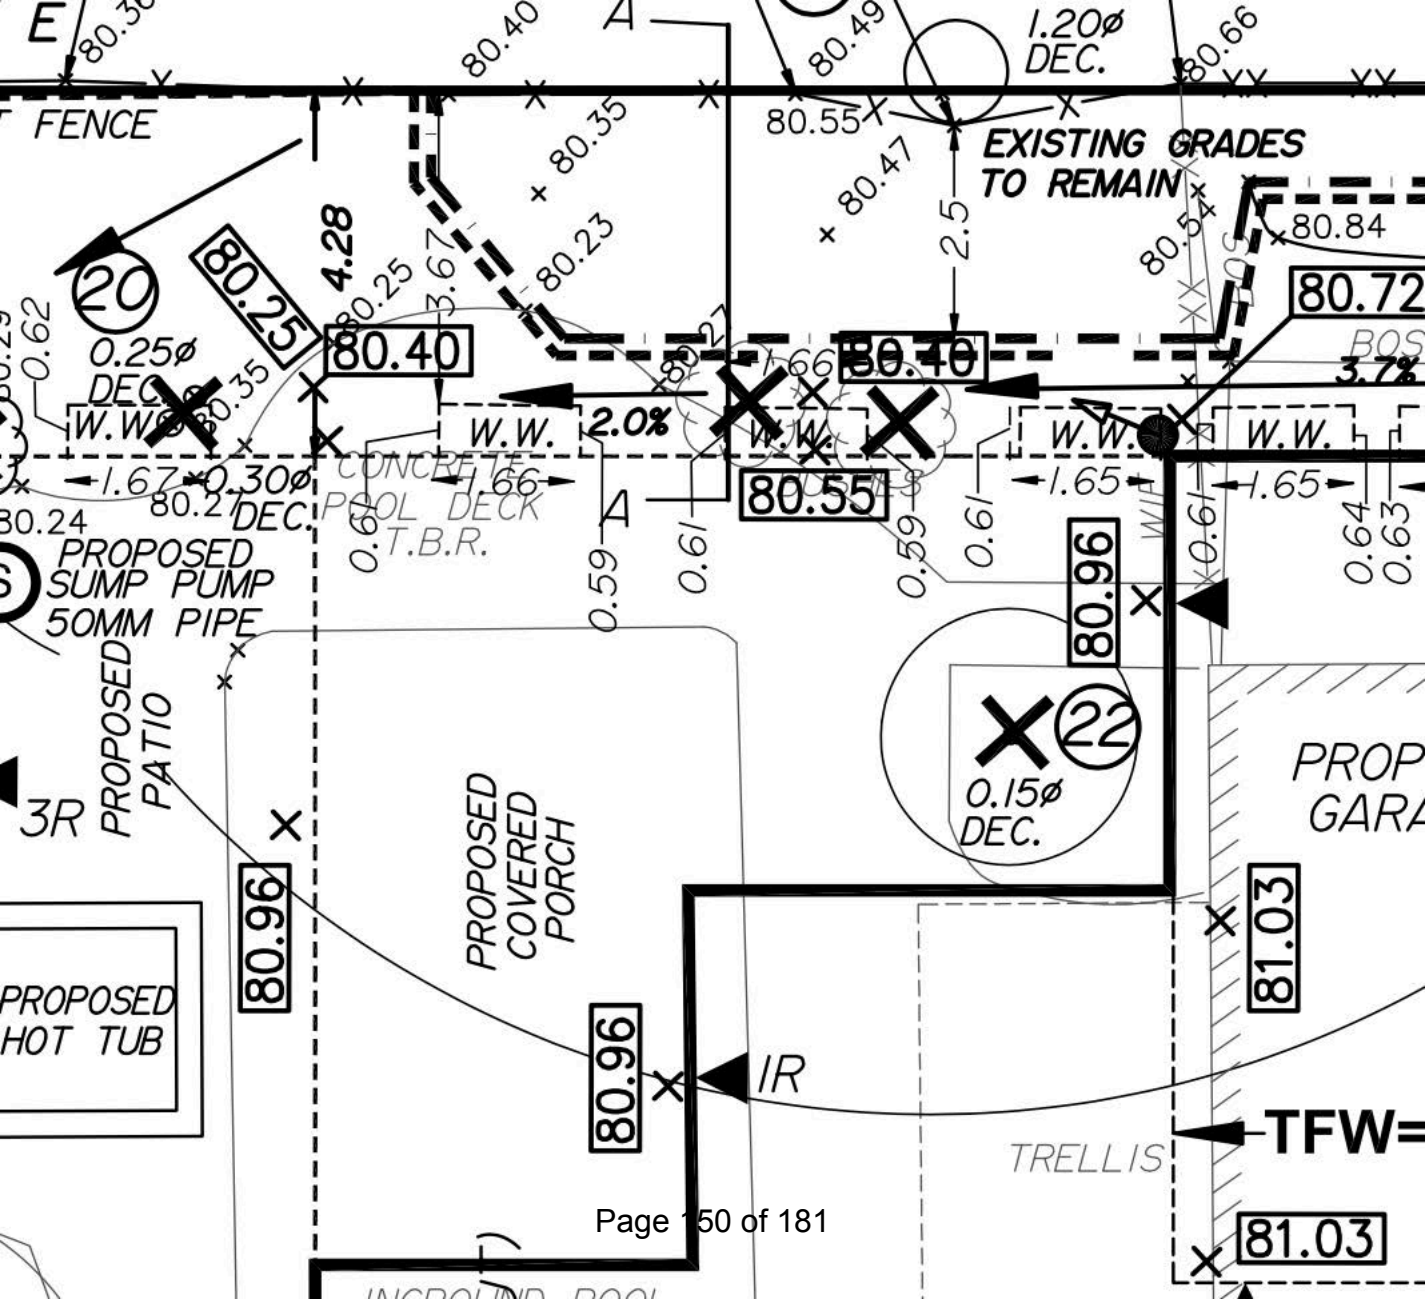 E
80.40
A
80.49
1.20ø
DEC.
80.66
FENCE
80.35
80.55
80.47
EXISTING GRADES
TO REMAIN
4.28
3.67
80.23
2.5
80.54
80.84
20
80.25
80.25
80.72
0.62
0.25ø
DEC.
80.40
80.27
80.40
3.7%
80.35
W.W.
W.W.
2.0%
W.W.
W.W.
W.W.
1.67
0.30ø
DEC.
CONCRETE
POOL DECK
T.B.R.
1.66
A
80.55
1.65
1.65
80.24
80.27
0.61
0.59
0.61
0.59
0.61
0.61
0.64
0.63
PROPOSED
SUMP PUMP
50MM PIPE
S
80.96
PROPOSED
PATIO
3R
22
0.15ø
DEC.
PROPOSED
COVERED
PORCH
PROP
GARA
80.96
81.03
PROPOSED
HOT TUB
80.96
1R
TRELLIS
TFW=
Page 150 of 181
81.03
INGROUND POOL